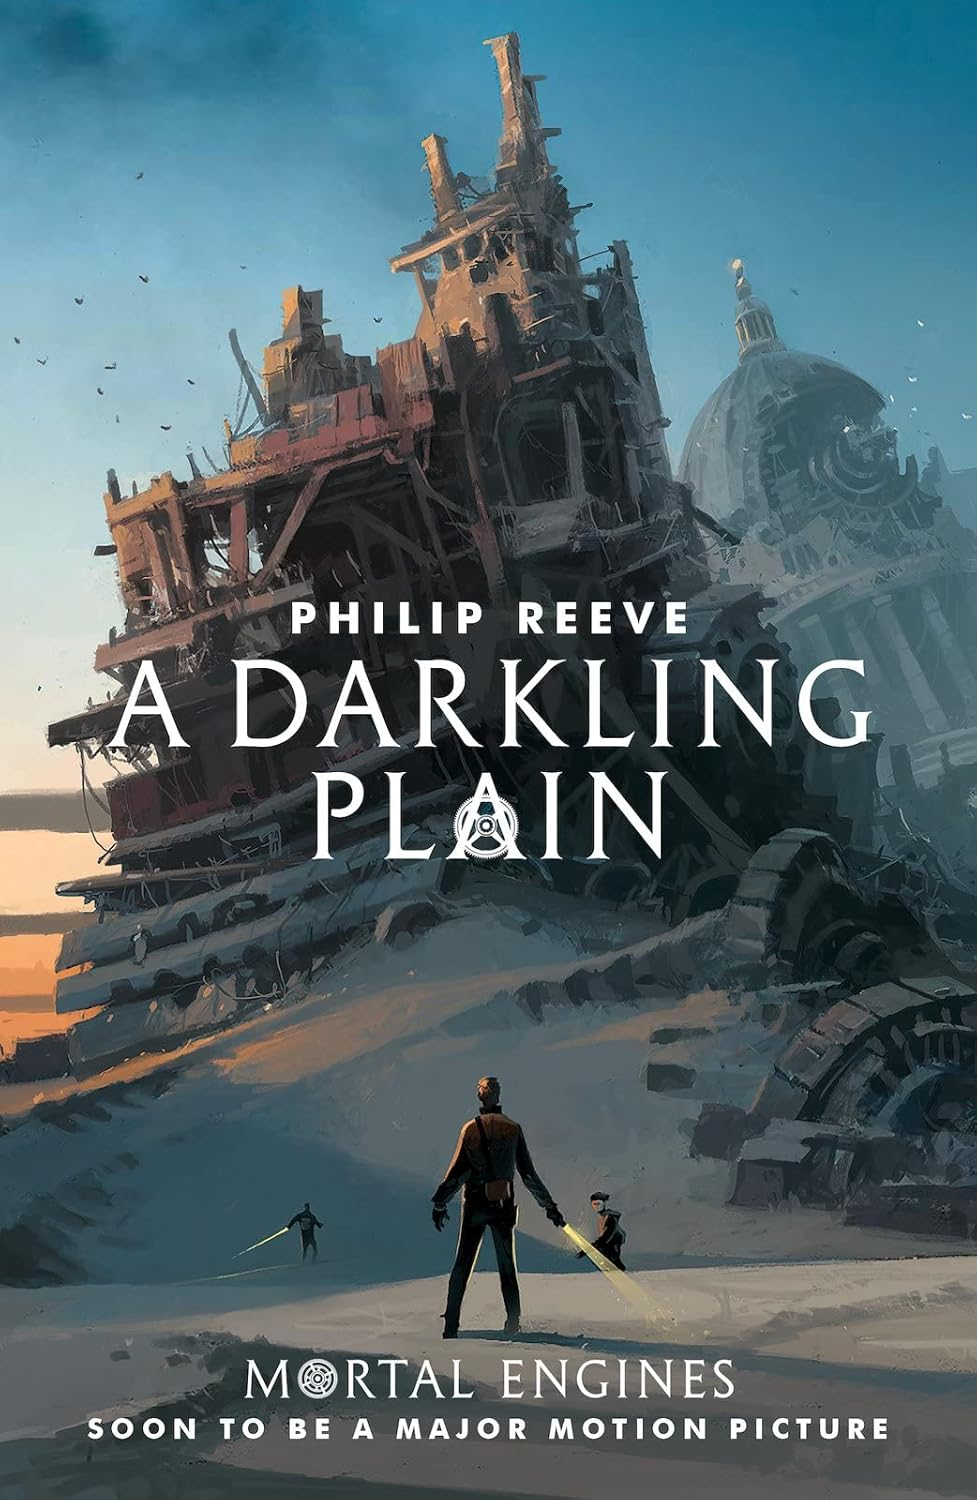 PHILIP REEVE
A DARKLING
PLAIN
MORTAL ENGINES
SOON TO BE A MAJOR MOTION PICTURE